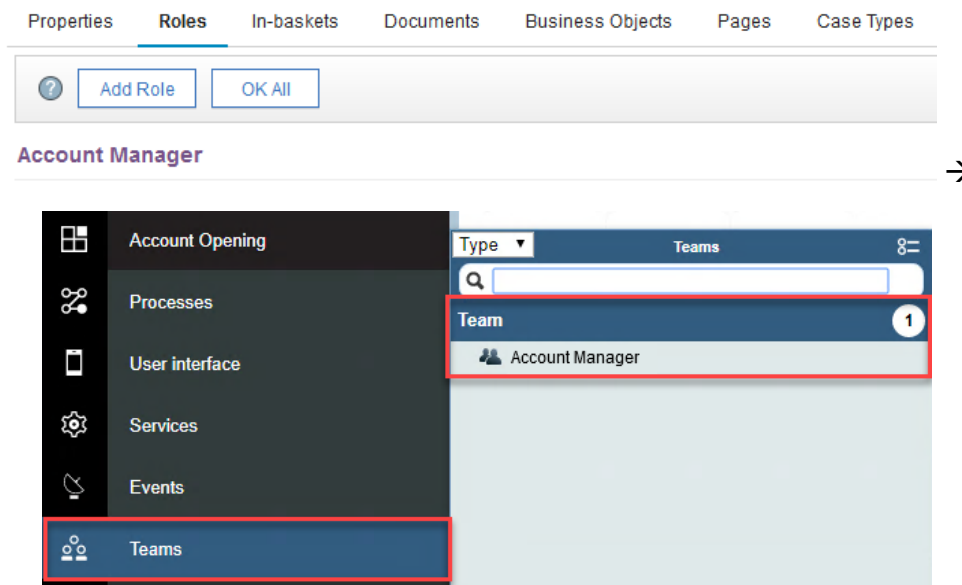 Properties Roles In-baskets Documents Business Objects Pages Case Types
? Add Role OK All
Account Manager
→
Account Opening
Type ▼ Teams
Processes
Team 1
User interface
Account Manager
Services
Events
Teams